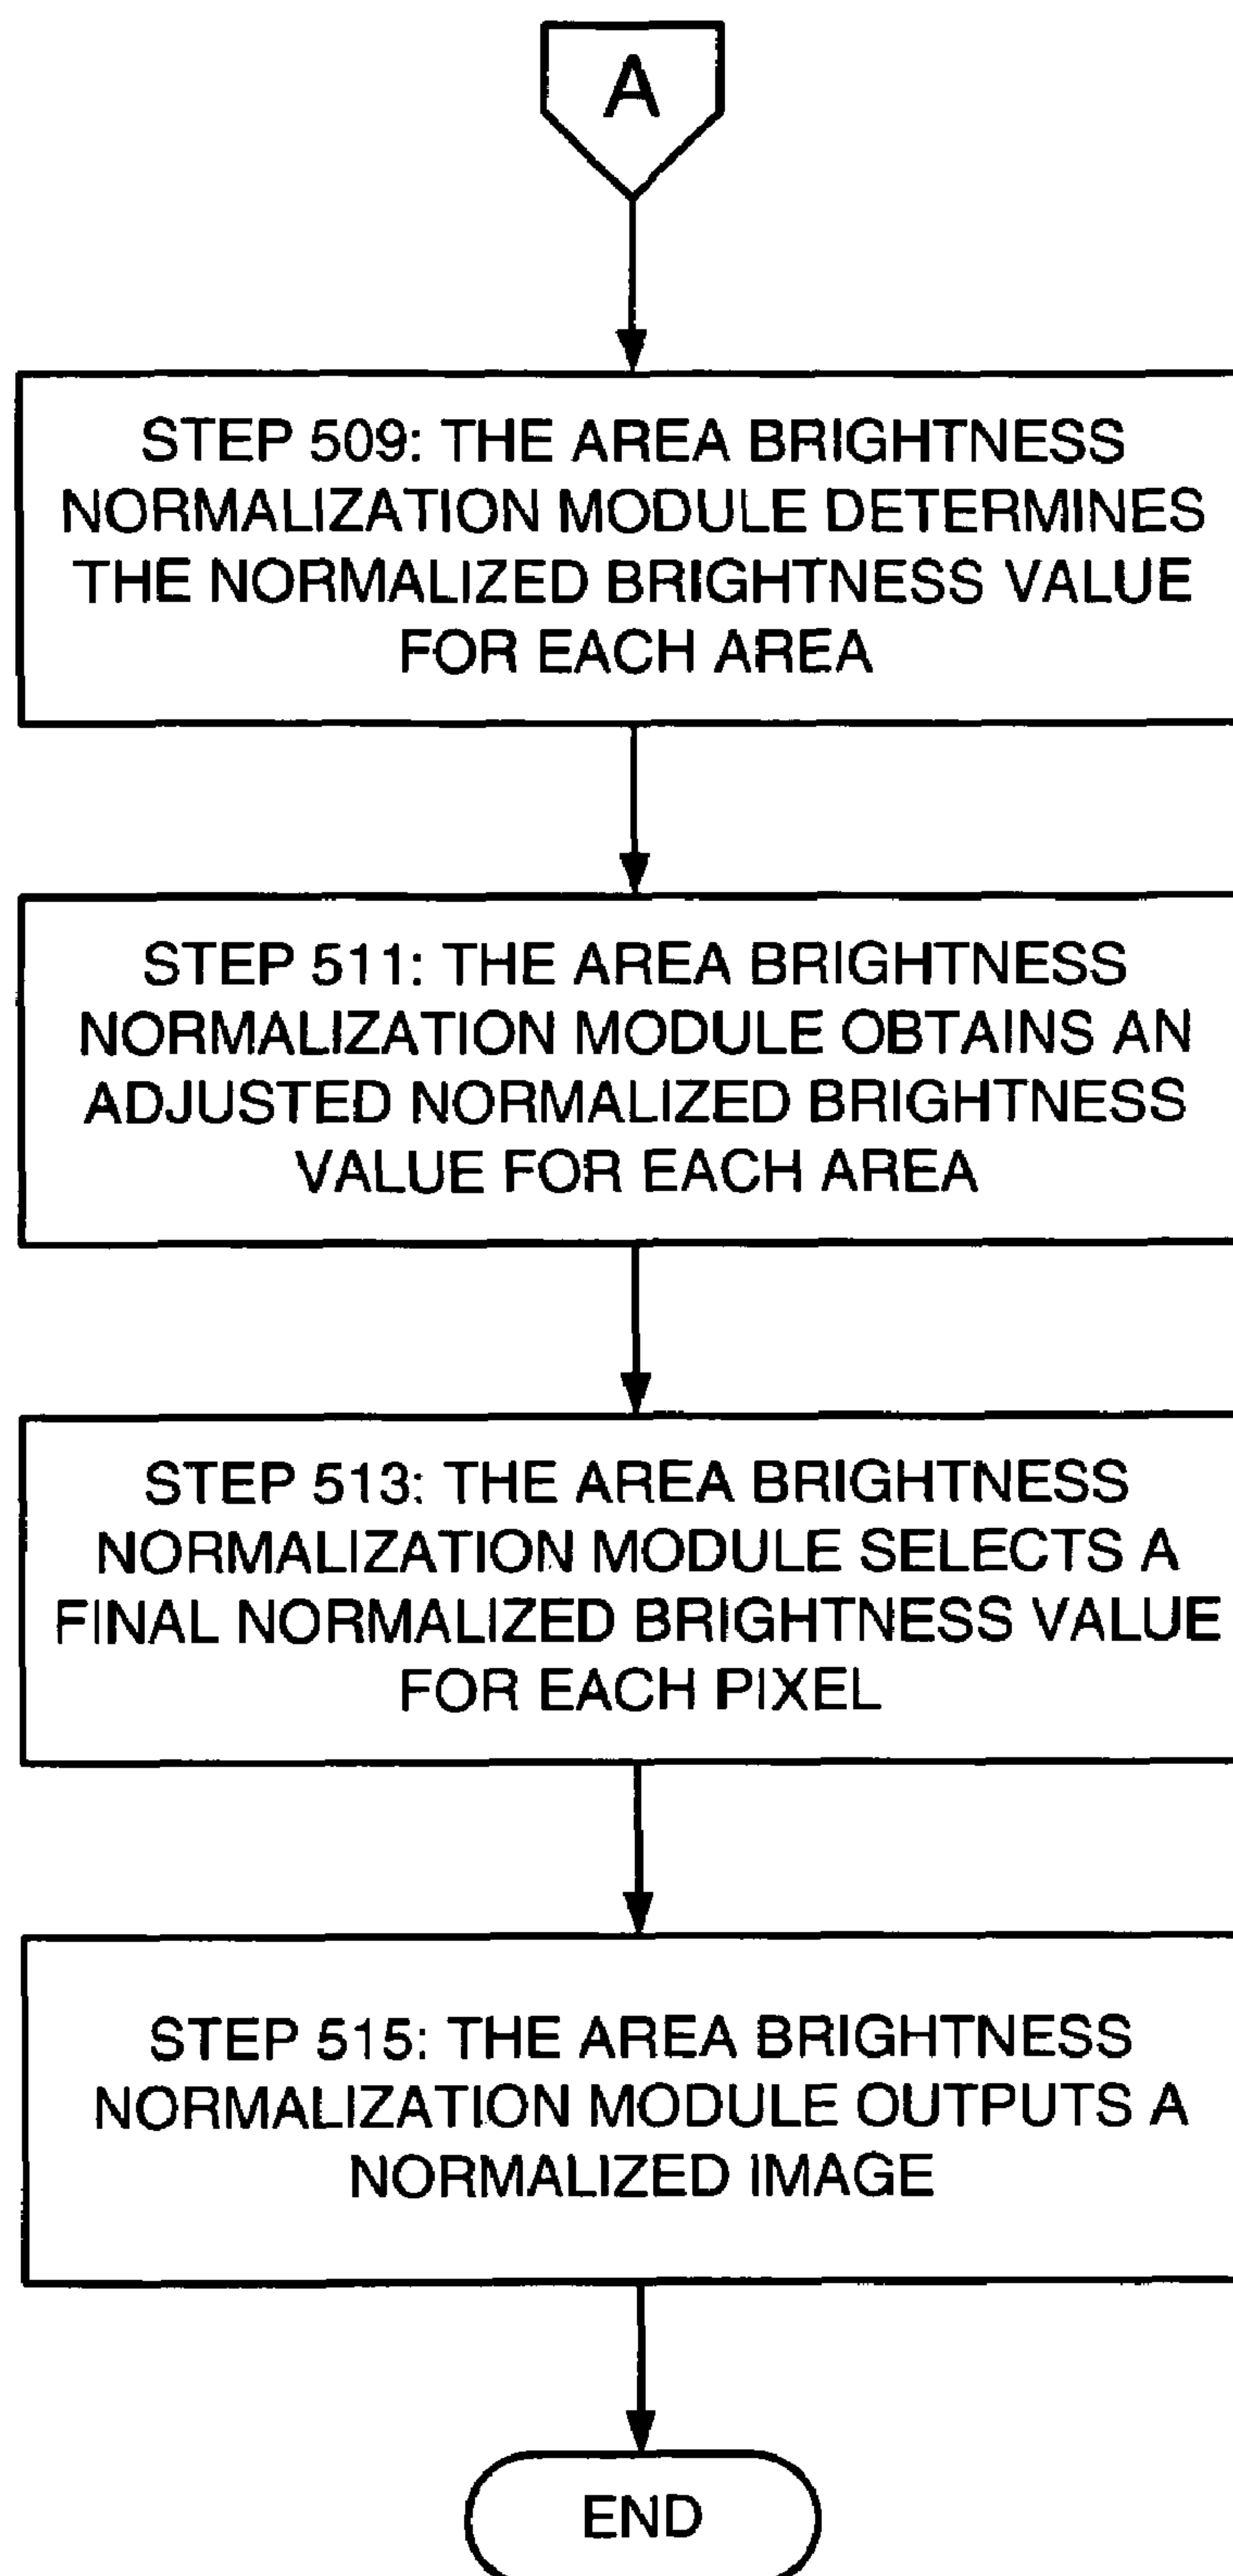 A
STEP 509: THE AREA BRIGHTNESS
NORMALIZATION MODULE DETERMINES
THE NORMALIZED BRIGHTNESS VALUE
FOR EACH AREA
STEP 511: THE AREA BRIGHTNESS
NORMALIZATION MODULE OBTAINS AN
ADJUSTED NORMALIZED BRIGHTNESS
VALUE FOR EACH AREA
STEP 513: THE AREA BRIGHTNESS
NORMALIZATION MODULE SELECTS A
FINAL NORMALIZED BRIGHTNESS VALUE
FOR EACH PIXEL
STEP 515: THE AREA BRIGHTNESS
NORMALIZATION MODULE OUTPUTS A
NORMALIZED IMAGE
END